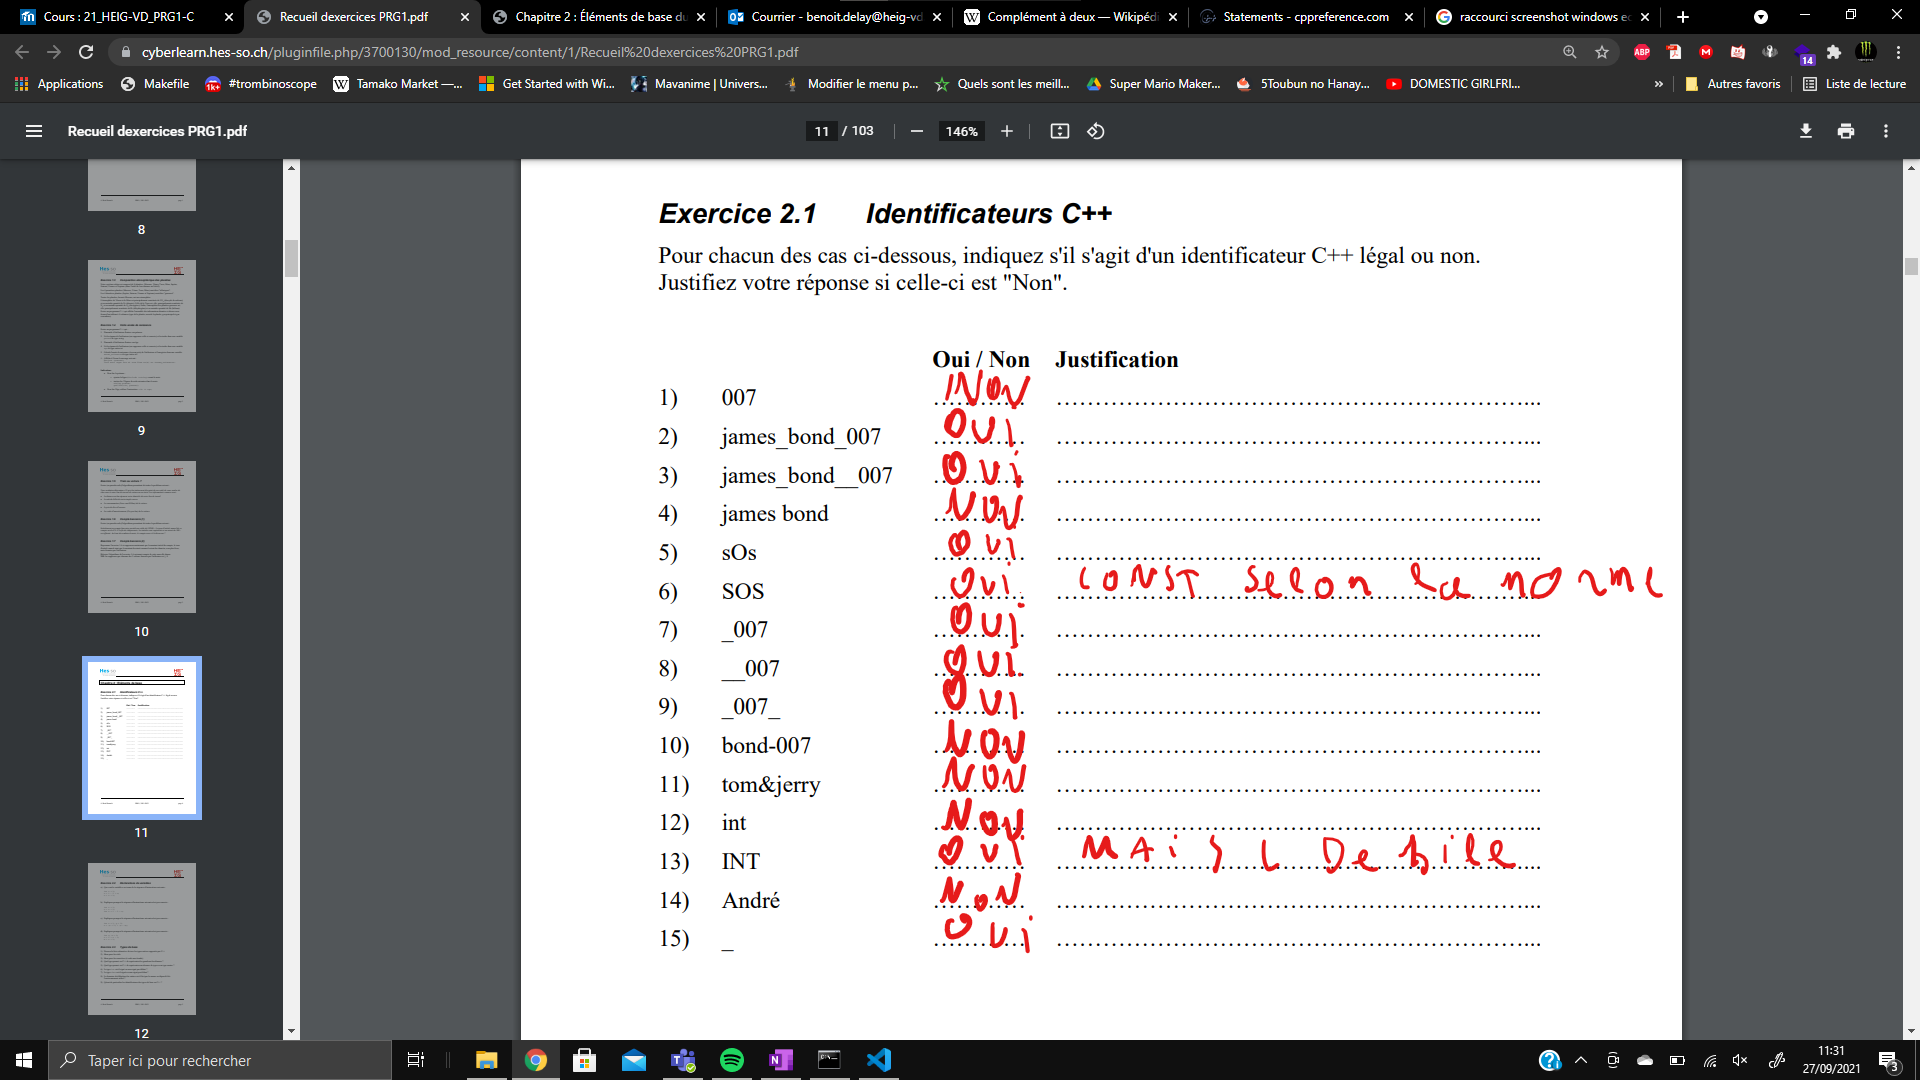 Cours : 21_HEIG-VD_PRG1-C
Recueil dexercices PRG1.pdf
Chapitre 2 : Éléments de base du
Courrier - benoit.delay@heig-vd
Complément à deux — Wikipédi
Statements - cppreference.com
raccourci screenshot windows ec
cyberlearn.hes-so.ch/pluginfile.php/3700130/mod_resource/content/1/Recueil%20dexercices%20PRG1.pdf
ABP
14
Applications
Makefile
1k+
#trombinoscope
Tamako Market —...
Get Started with Wi...
Mavanime | Univers...
Modifier le menu p...
Quels sont les meill...
Super Mario Maker...
5Toubun no Hanay...
DOMESTIC GIRLFRI...
»
Autres favoris
Liste de lecture
Recueil dexercices PRG1.pdf
11 / 103
146%
8
9
10
11
12
Exercice 2.1 Identificateurs C++
Pour chacun des cas ci-dessous, indiquez s'il s'agit d'un identificateur C++ légal ou non.
Justifiez votre réponse si celle-ci est "Non".
Oui / Non Justification
1) 007 NON
2) james_bond_007 OUI
3) james_bond__007 OUi
4) james bond NON
5) sOs OUI
6) SOS OUi CONST selon la norme
7) _007 OUi
8) __007 OUI
9) _007_ OUI
10) bond-007 NON
11) tom&jerry NON
12) int NON
13) INT OUi MAiS Debile
14) André NON
15) _ OUi
Taper ici pour rechercher
11:31
27/09/2021
3